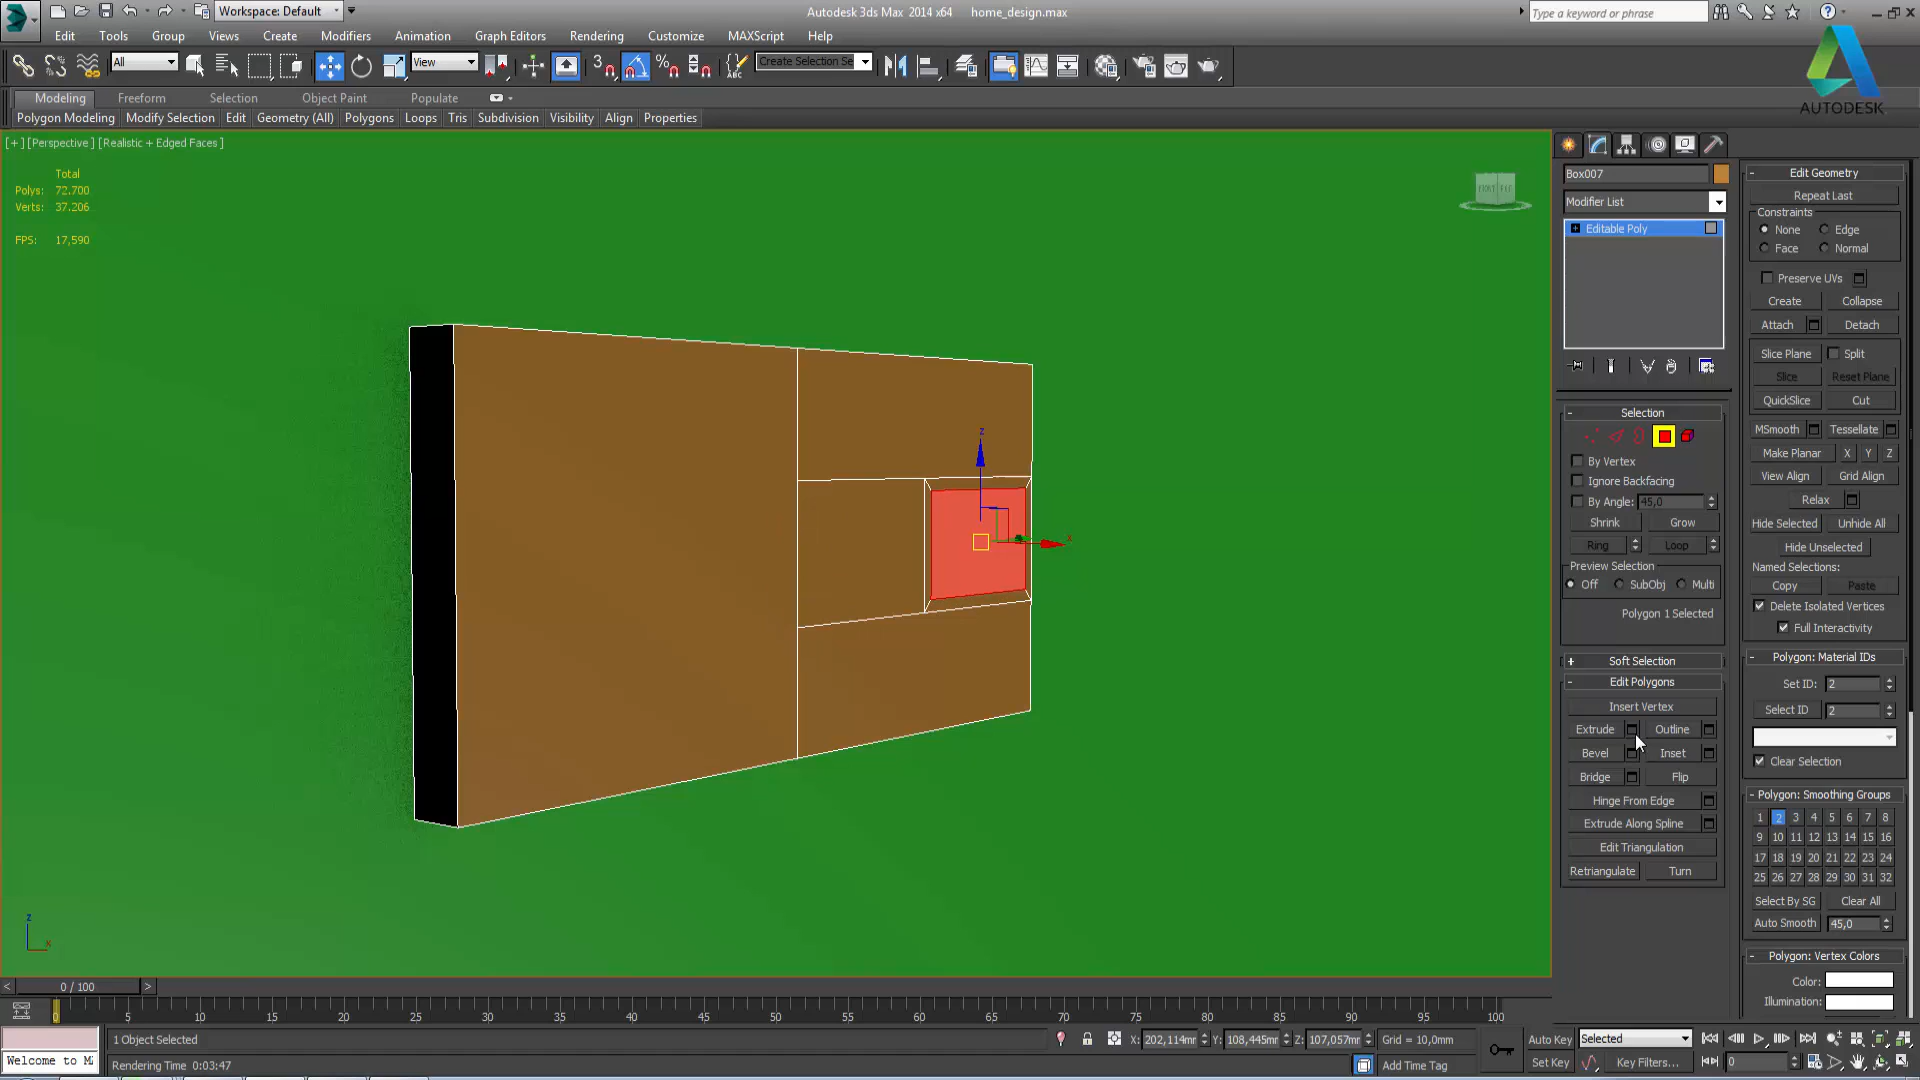 Workspace: Default
Autodesk 3ds Max 2014 x64    home_design.max
Type a keyword or phrase
Edit Tools Group Views Create Modifiers Animation Graph Editors Rendering Customize MAXScript Help
All View 3 Create Selection Se
AUTODESK
Modeling Freeform Selection Object Paint Populate
Polygon Modeling Modify Selection Edit Geometry (All) Polygons Loops Tris Subdivision Visibility Align Properties
[+] [Perspective] [Realistic + Edged Faces]
Total
Polys: 72.700
Verts: 37.206
FPS: 17,590
z
x
z
x
Box007
Modifier List
Editable Poly
- Selection
By Vertex
Ignore Backfacing
By Angle: 45,0
Shrink Grow
Ring Loop
Preview Selection
Off SubObj Multi
Polygon 1 Selected
+ Soft Selection
- Edit Polygons
Insert Vertex
Extrude Outline
Bevel Inset
Bridge Flip
Hinge From Edge
Extrude Along Spline
Edit Triangulation
Retriangulate Turn
- Edit Geometry
Repeat Last
Constraints
None Edge
Face Normal
Preserve UVs
Create Collapse
Attach Detach
Slice Plane Split
Slice Reset Plane
QuickSlice Cut
MSmooth Tessellate
Make Planar X Y Z
View Align Grid Align
Relax
Hide Selected Unhide All
Hide Unselected
Named Selections:
Copy Paste
Delete Isolated Vertices
Full Interactivity
- Polygon: Material IDs
Set ID: 2
Select ID 2
Clear Selection
- Polygon: Smoothing Groups
1 2 3 4 5 6 7 8
9 10 11 12 13 14 15 16
17 18 19 20 21 22 23 24
25 26 27 28 29 30 31 32
Select By SG Clear All
Auto Smooth 45,0
- Polygon: Vertex Colors
Color:
Illumination:
< 0 / 100 >
0 5 10 15 20 25 30 35 40 45 50 55 60 65 70 75 80 85 90 95 100
1 Object Selected X: 202,114mm Y: 108,445mm Z: 107,057mm Grid = 10,0mm Auto Key Selected
Welcome to Rendering Time 0:03:47 Add Time Tag Set Key Key Filters... 0